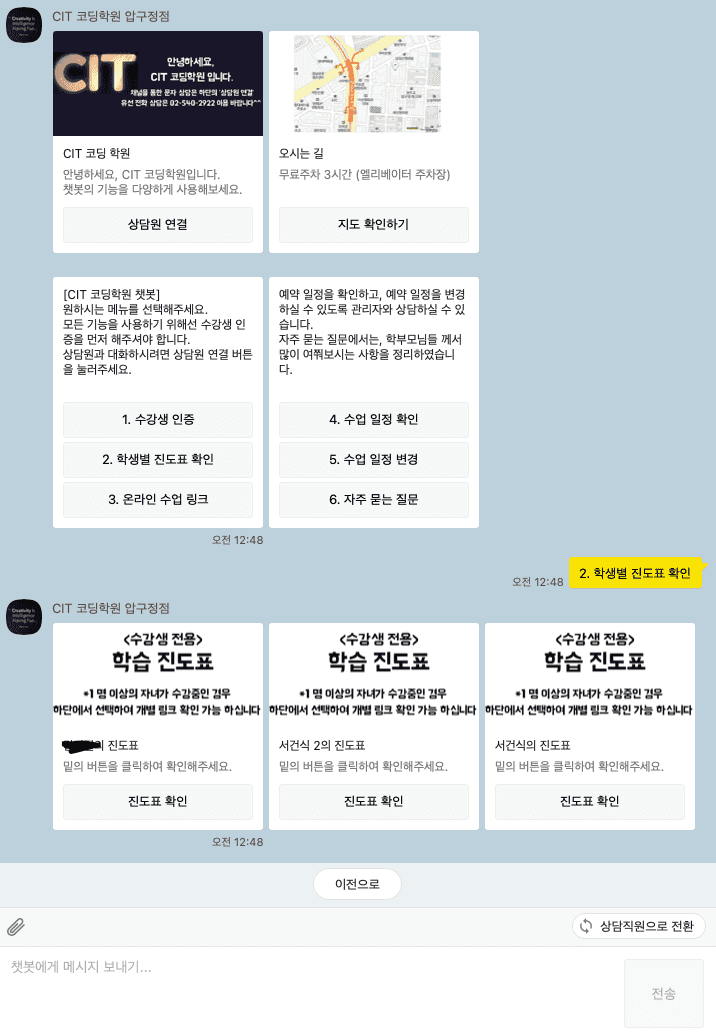 CIT 코딩학원 압구정점
CIT
안녕하세요,
CIT 코딩학원 입니다.
채널을 통한 문자 상담은 하단의 '상담원 연결'
유선 전화 상담은 02-540-2922 이용 바랍니다^^
CIT 코딩 학원
안녕하세요, CIT 코딩학원입니다.
챗봇의 기능을 다양하게 사용해보세요.
상담원 연결
오시는 길
무료주차 3시간 (엘리베이터 주차장)
지도 확인하기
[CIT 코딩학원 챗봇]
원하시는 메뉴를 선택해주세요.
모든 기능을 사용하기 위해선 수강생 인
증을 먼저 해주셔야 합니다.
상담원과 대화하시려면 상담원 연결 버튼
을 눌러주세요.
1. 수강생 인증
2. 학생별 진도표 확인
3. 온라인 수업 링크
예약 일정을 확인하고, 예약 일정을 변경
하실 수 있도록 관리자와 상담하실 수 있
습니다.
자주 묻는 질문에서는, 학부모님들 께서
많이 여쭤보시는 사항을 정리하였습니
다.
4. 수업 일정 확인
5. 수업 일정 변경
6. 자주 묻는 질문
오전 12:48
오전 12:48
2. 학생별 진도표 확인
CIT 코딩학원 압구정점
<수강생 전용>
학습 진도표
*1 명 이상의 자녀가 수강중인 경우
하단에서 선택하여 개별 링크 확인 가능 하십니다
의 진도표
밑의 버튼을 클릭하여 확인해주세요.
진도표 확인
<수강생 전용>
학습 진도표
*1 명 이상의 자녀가 수강중인 경우
하단에서 선택하여 개별 링크 확인 가능 하십니다
서건식 2의 진도표
밑의 버튼을 클릭하여 확인해주세요.
진도표 확인
<수강생 전용>
학습 진도표
*1 명 이상의 자녀가 수강중인 경우
하단에서 선택하여 개별 링크 확인 가능 하십니다
서건식의 진도표
밑의 버튼을 클릭하여 확인해주세요.
진도표 확인
오전 12:48
이전으로
상담직원으로 전환
챗봇에게 메시지 보내기...
전송